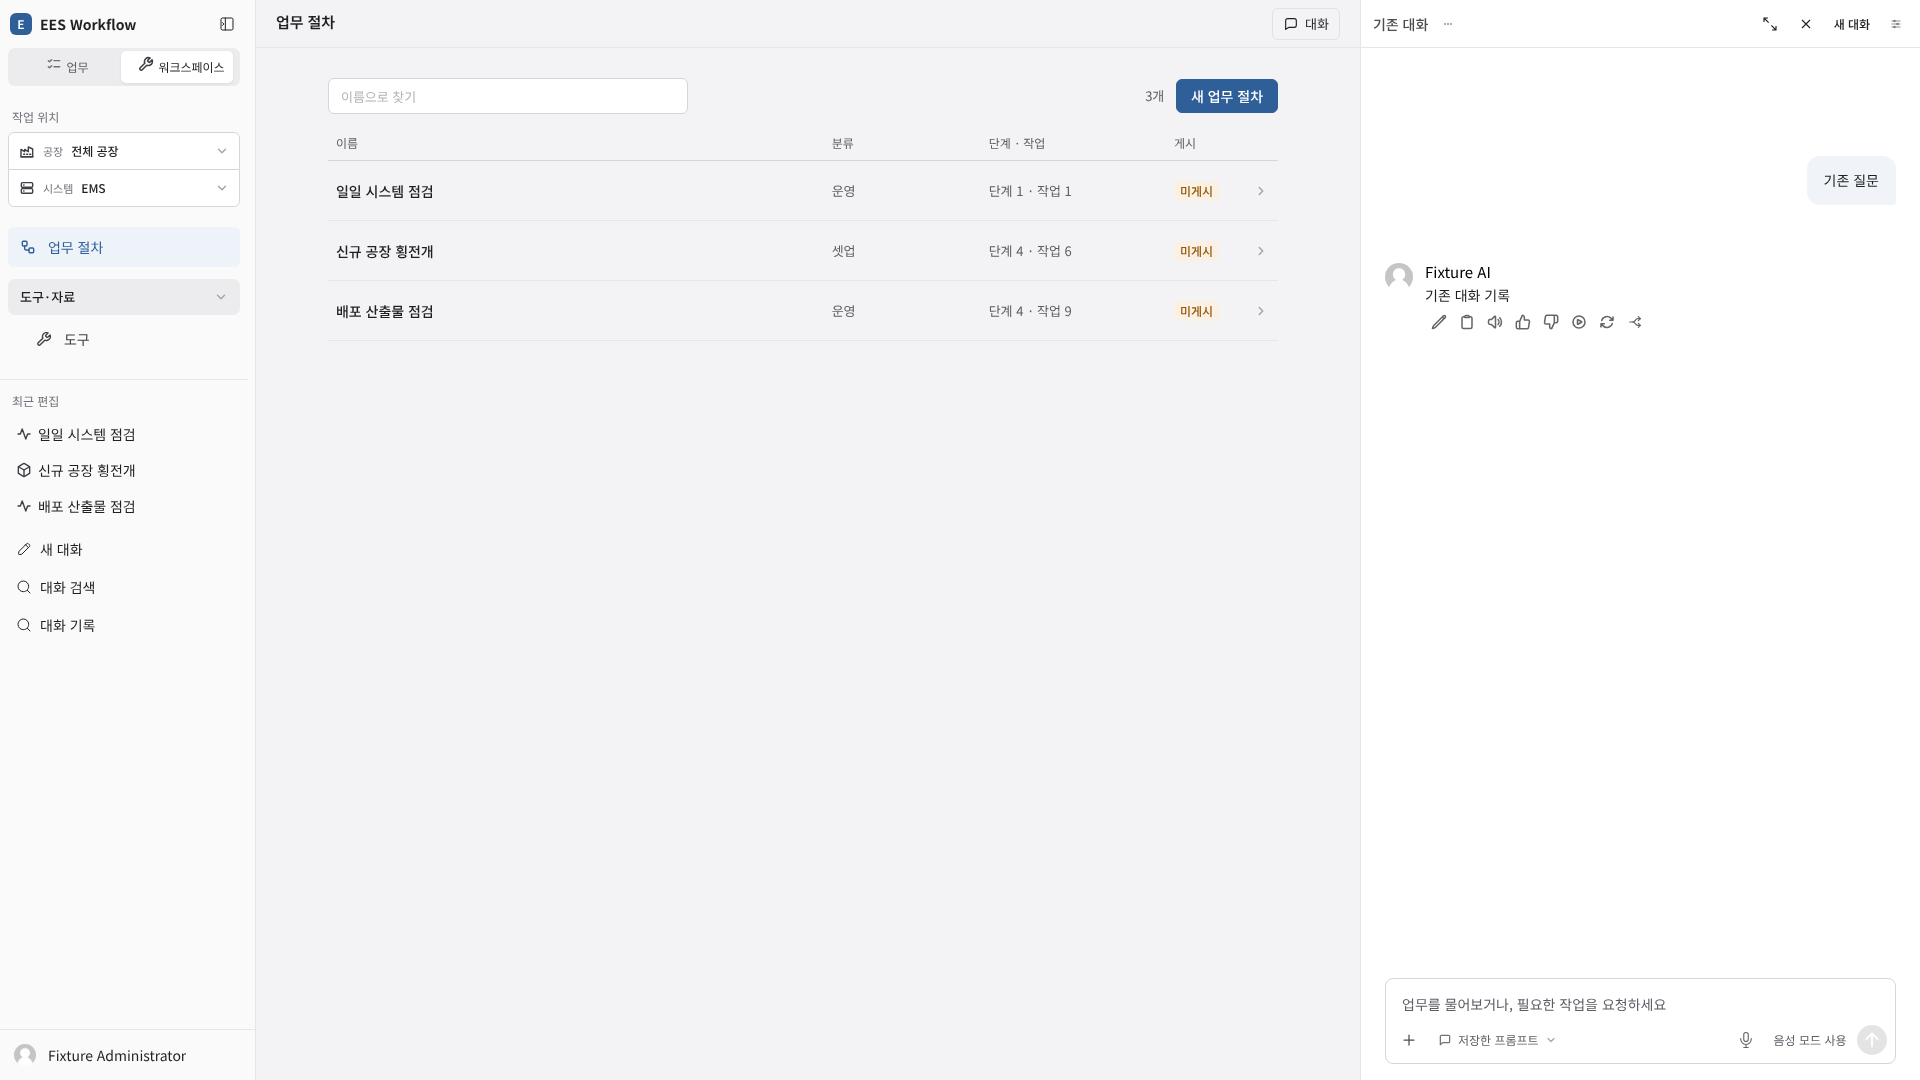 E EES Workflow
업무
워크스페이스
작업 위치
공장 전체 공장
시스템 EMS
업무 절차
도구·자료
도구
최근 편집
일일 시스템 점검
신규 공장 횡전개
배포 산출물 점검
새 대화
대화 검색
대화 기록
Fixture Administrator
업무 절차
대화
이름으로 찾기
3개
새 업무 절차
이름 분류 단계 · 작업 게시
일일 시스템 점검 운영 단계 1 · 작업 1 미게시
신규 공장 횡전개 셋업 단계 4 · 작업 6 미게시
배포 산출물 점검 운영 단계 4 · 작업 9 미게시
기존 대화
새 대화
기존 질문
Fixture AI
기존 대화 기록
업무를 물어보거나, 필요한 작업을 요청하세요
저장한 프롬프트
음성 모드 사용